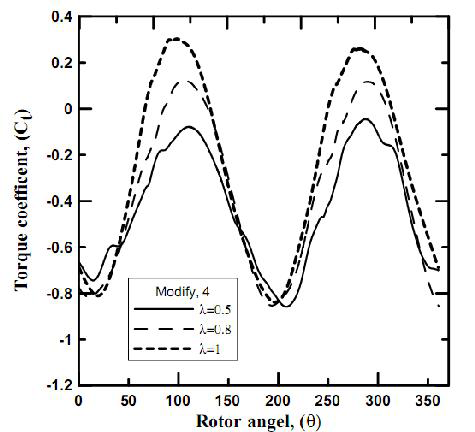 0.4
0.2
0
-0.2
-0.4
-0.6
-0.8
-1
-1.2
Torque coefficent, (Ct)
Modify, 4
λ=0.5
λ=0.8
λ=1
0 50 100 150 200 250 300 350
Rotor angel, (θ)